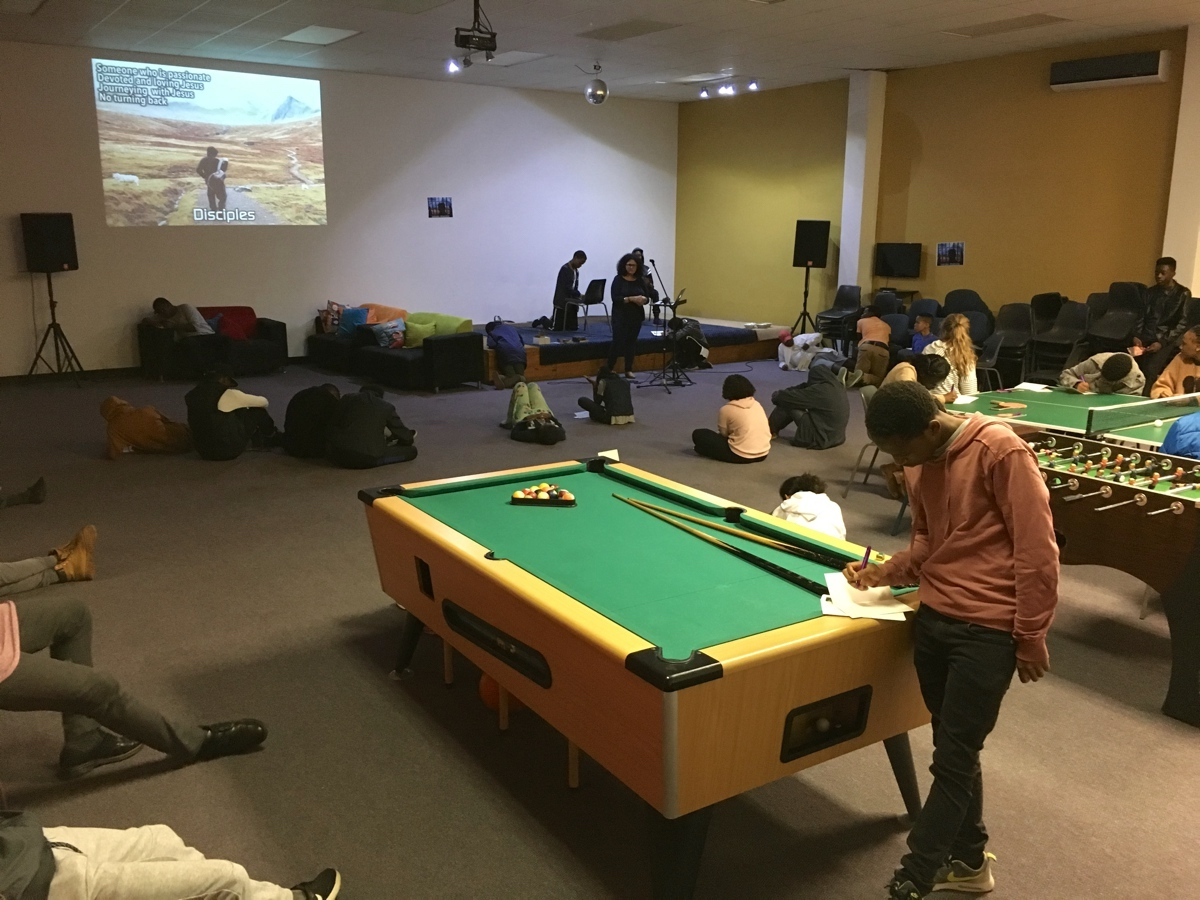 Someone who is passionate
Devoted and loving Jesus
Journeying with Jesus
No turning back
Disciples